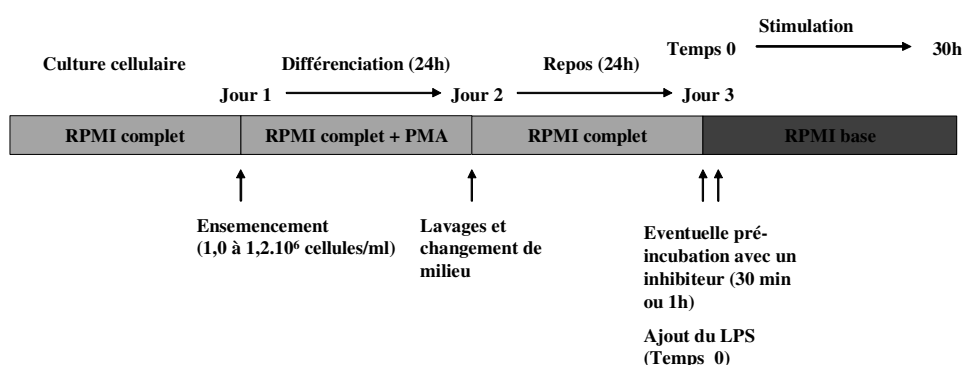 Stimulation
Temps 0 30h
Culture cellulaire Différenciation (24h) Repos (24h)
Jour 1 Jour 2 Jour 3
RPMI complet RPMI complet + PMA RPMI complet RPMI base
Ensemencement
(1,0 à 1,2.10⁶ cellules/ml)
Lavages et
changement de
milieu
Eventuelle pré-
incubation avec un
inhibiteur (30 min
ou 1h)
Ajout du LPS
(Temps 0)